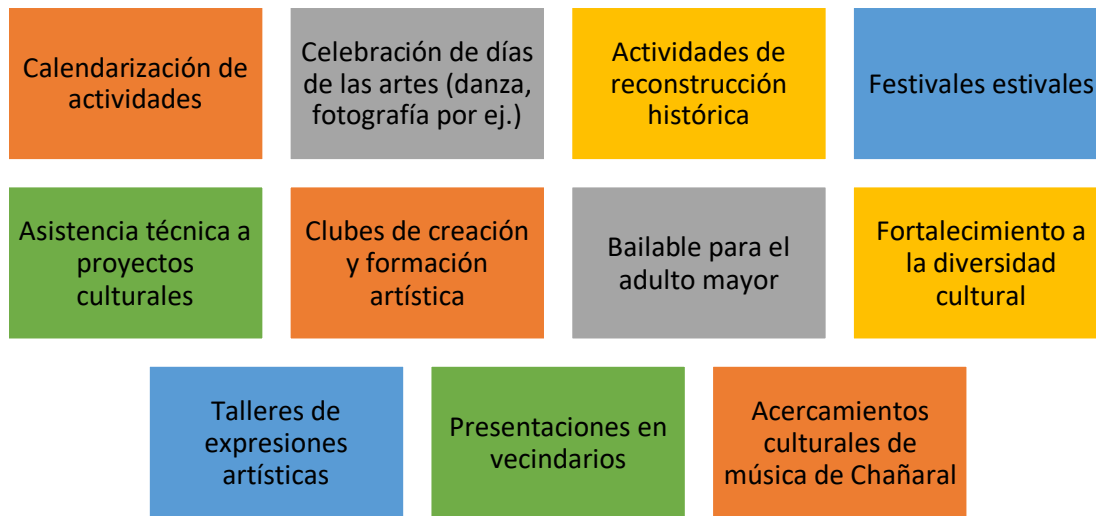 Calendarización de
actividades
Celebración de días
de las artes (danza,
fotografía por ej.)
Actividades de
reconstrucción
histórica
Festivales estivales
Asistencia técnica a
proyectos
culturales
Clubes de creación
y formación
artística
Bailable para el
adulto mayor
Fortalecimiento a
la diversidad
cultural
Talleres de
expresiones
artísticas
Presentaciones en
vecindarios
Acercamientos
culturales de
música de Chañaral